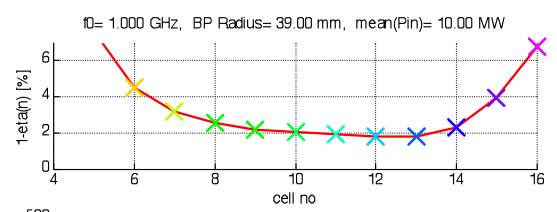 f0= 1.000 GHz,  BP Radius= 39.00 mm,  mean(Pin)= 10.00 MW
1-eta(n) [%]
6
4
2
0
4 6 8 10 12 14 16
cell no